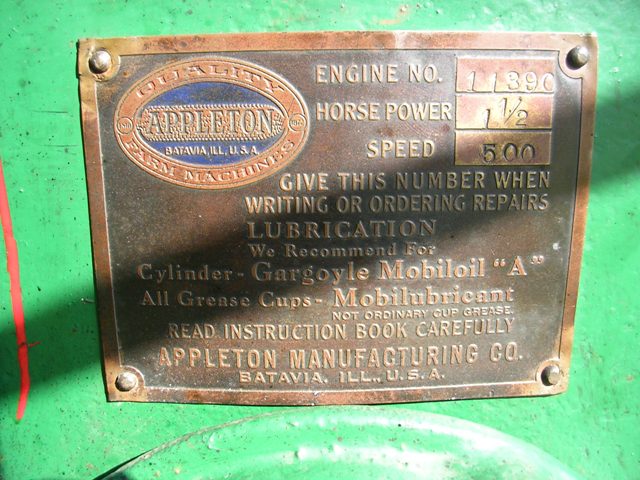 QUALITY
APPLETON
BATAVIA, ILL., U.S.A.
FARM MACHINES
ENGINE NO.
HORSE POWER 1 1/2
SPEED 500
GIVE THIS NUMBER WHEN
WRITING OR ORDERING REPAIRS
LUBRICATION
We Recommend For
Cylinder - Gargoyle Mobiloil "A"
All Grease Cups - Mobilubricant
NOT ORDINARY CUP GREASE.
READ INSTRUCTION BOOK CAREFULLY
APPLETON MANUFACTURING CO.
BATAVIA. ILL., U.S.A.